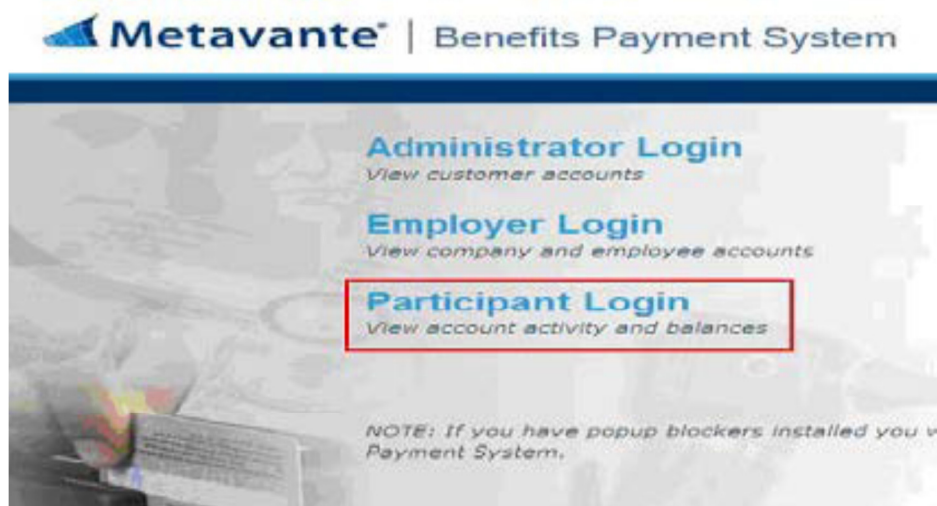 Metavante® | Benefits Payment System
Administrator Login
View customer accounts
Employer Login
View company and employee accounts
Participant Login
View account activity and balances
NOTE: If you have popup blockers installed you
Payment System.